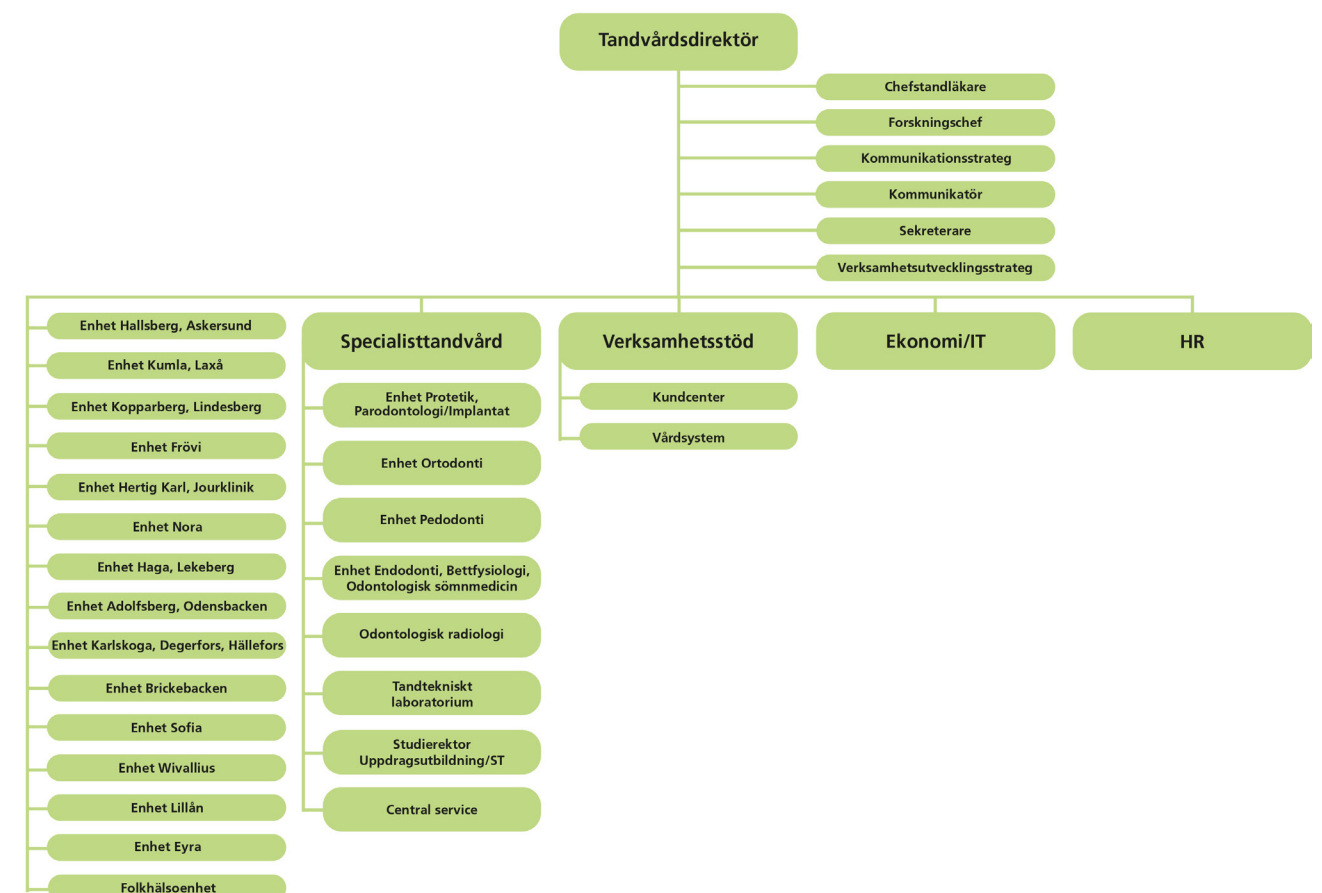 Tandvårdsdirektör
Chefstandläkare
Forskningschef
Kommunikationsstrateg
Kommunikatör
Sekreterare
Verksamhetsutvecklingsstrateg
Enhet Hallsberg, Askersund
Enhet Kumla, Laxå
Enhet Kopparberg, Lindesberg
Enhet Frövi
Enhet Hertig Karl, Jourklinik
Enhet Nora
Enhet Haga, Lekeberg
Enhet Adolfsberg, Odensbacken
Enhet Karlskoga, Degerfors, Hällefors
Enhet Brickebacken
Enhet Sofia
Enhet Wivallius
Enhet Lillån
Enhet Eyra
Folkhälsoenhet
Specialisttandvård
Enhet Protetik,
Parodontologi/Implantat
Enhet Ortodonti
Enhet Pedodonti
Enhet Endodonti, Bettfysiologi,
Odontologisk sömnmedicin
Odontologisk radiologi
Tandtekniskt
laboratorium
Studierektor
Uppdragsutbildning/ST
Central service
Verksamhetsstöd
Kundcenter
Vårdsystem
Ekonomi/IT
HR